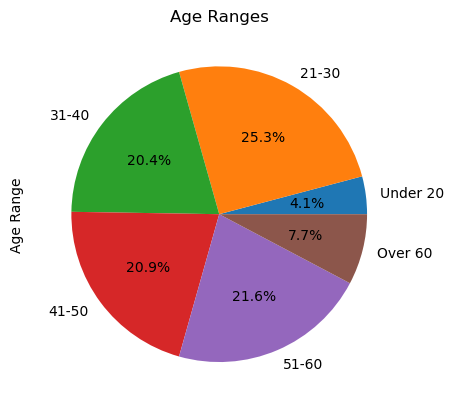 Age Ranges
21-30
31-40
25.3%
20.4%
Under 20
4.1%
Age Range
7.7%
Over 60
20.9%
21.6%
41-50
51-60